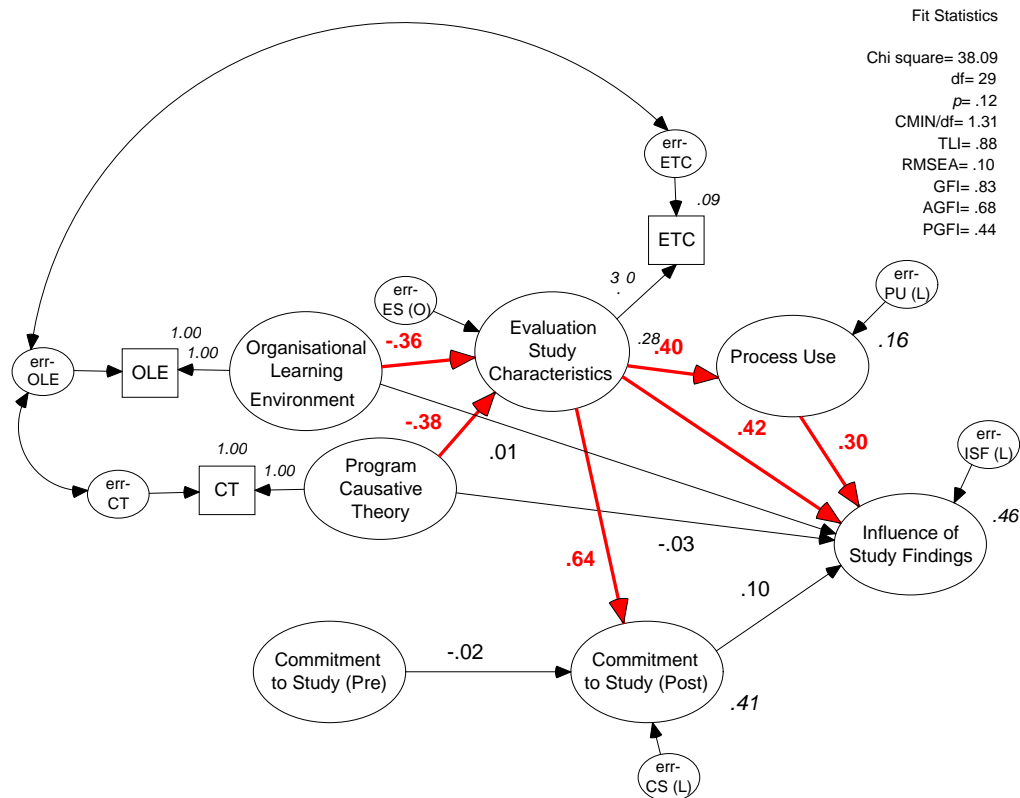 Fit Statistics
Chi square= 38.09
df= 29
p= .12
CMIN/df= 1.31
TLI= .88
RMSEA= .10
GFI= .83
AGFI= .68
PGFI= .44
err-
ETC
.09
ETC
3 0
.
err-
ES (O)
err-
PU (L)
Evaluation
Study
Characteristics
.28
.40
Process Use
.16
1.00
1.00
-.36
err-
OLE
OLE
Organisational
Learning
Environment
-.38
.42
.30
err-
ISF (L)
.01
1.00
1.00
err-
CT
CT
Program
Causative
Theory
-.03
.46
Influence of
Study Findings
.64
.10
Commitment
to Study (Pre)
-.02
Commitment
to Study (Post)
.41
err-
CS (L)